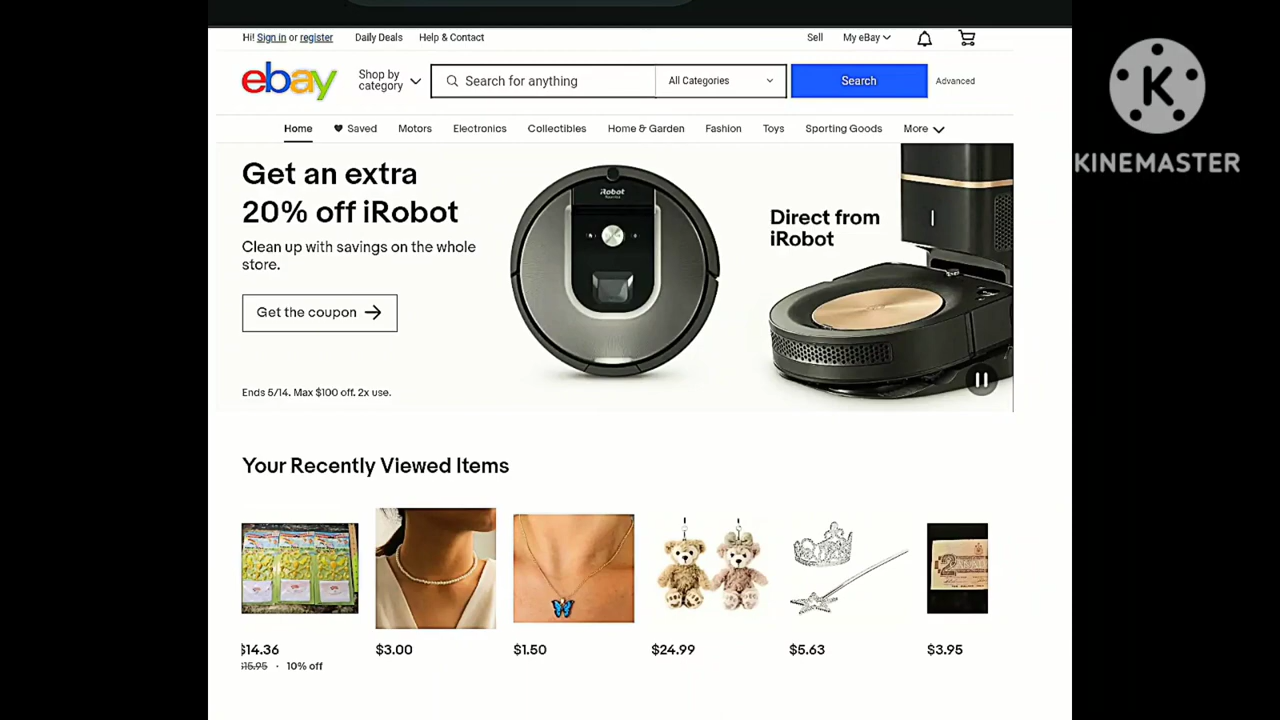 Hi! Sign in or register Daily Deals Help & Contact Sell My eBay
ebay Shop by category Search for anything All Categories Search Advanced
Home Saved Motors Electronics Collectibles Home & Garden Fashion Toys Sporting Goods More
Get an extra
20% off iRobot
Clean up with savings on the whole
store.
Get the coupon
Ends 5/14. Max $100 off. 2x use.
iRobot
Direct from
iRobot
K
KINEMASTER
Your Recently Viewed Items
2
$14.36 $3.00 $1.50 $24.99 $5.63 $3.95
$15.95 · 10% off